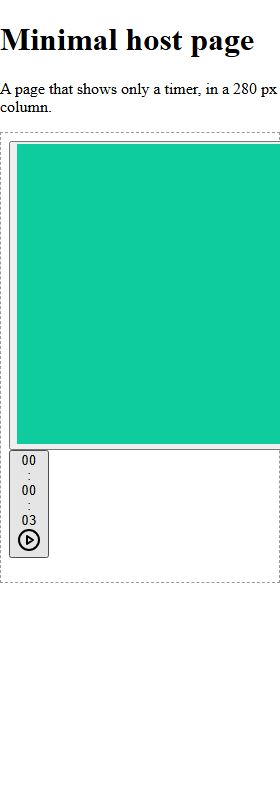 Minimal host page
A page that shows only a timer, in a 280 px
column.
00
:
00
:
03